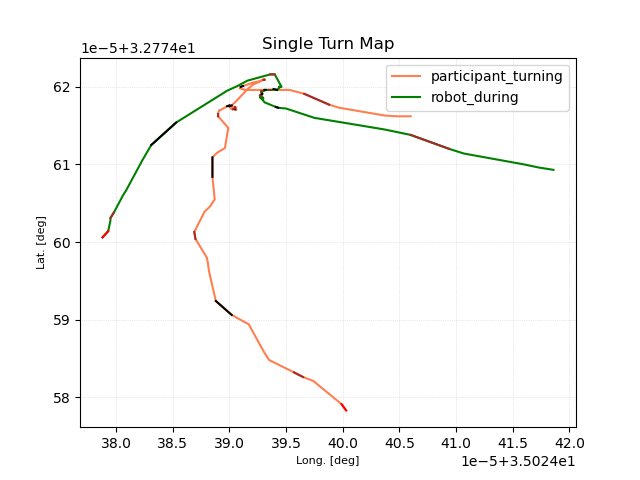 Single Turn Map
1e−5+3.2774e1
participant_turning
robot_during
62
61
60
59
58
Lat. [deg]
38.0 38.5 39.0 39.5 40.0 40.5 41.0 41.5 42.0
Long. [deg]
1e−5+3.5024e1